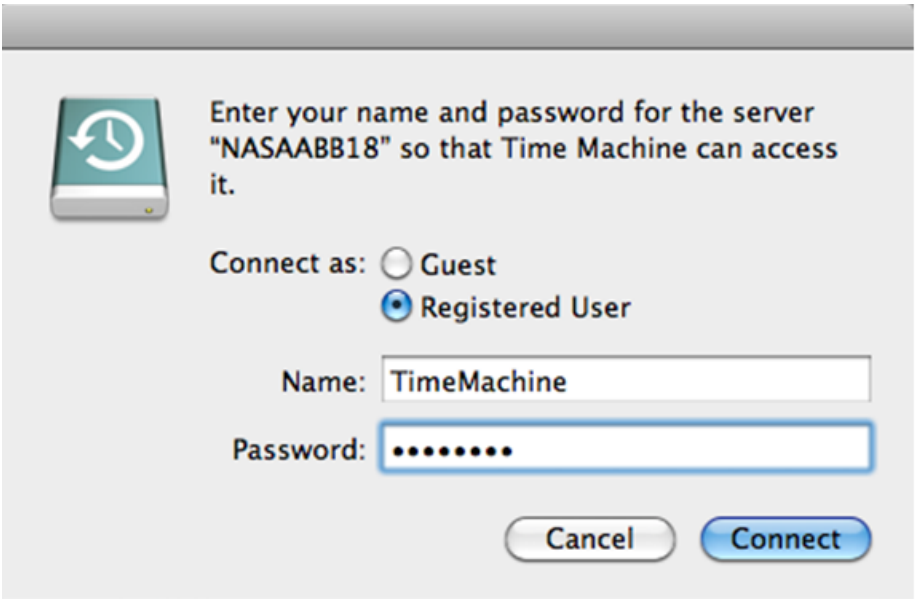 Enter your name and password for the server
“NASAABB18” so that Time Machine can access
it.
Connect as: Guest
Registered User
Name: TimeMachine
Password: ••••••••
Cancel Connect